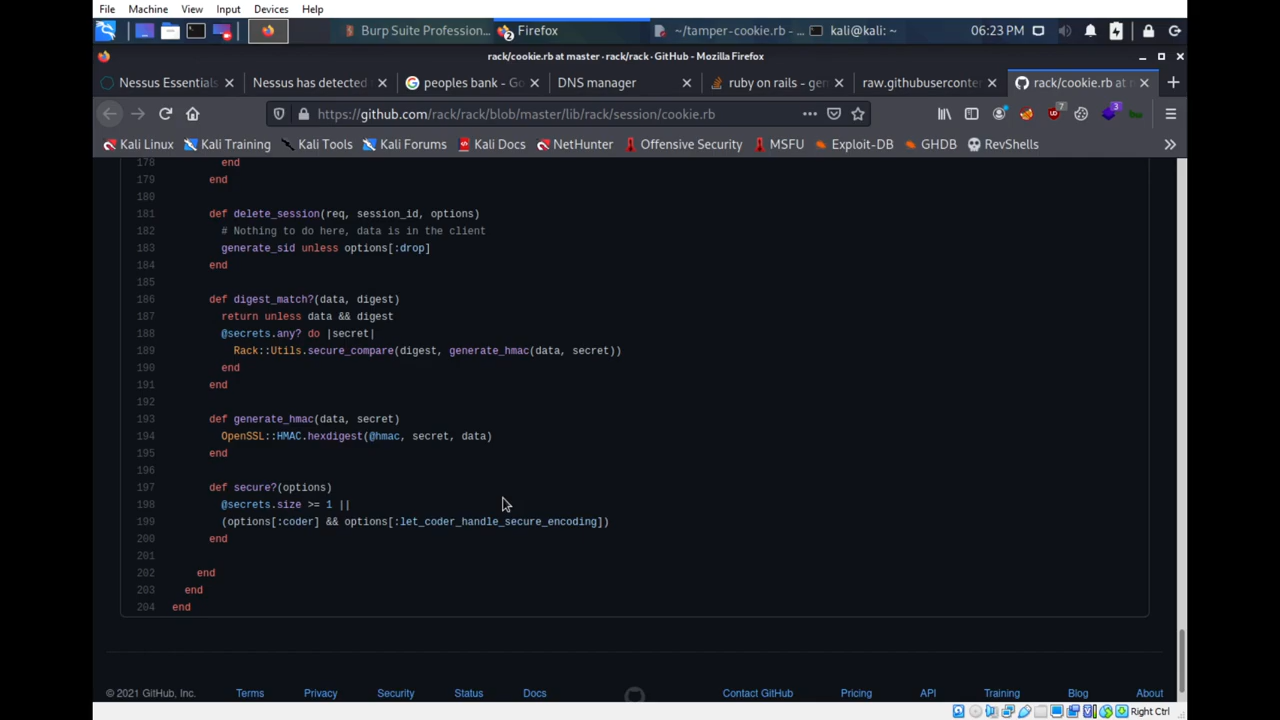 File Machine View Input Devices Help
Burp Suite Profession... Firefox ~/tamper-cookie.rb - ... kali@kali: ~ 06:23 PM
rack/cookie.rb at master · rack/rack · GitHub - Mozilla Firefox
Nessus Essentials Nessus has detected peoples bank - Go DNS manager ruby on rails - gen raw.githubuserconter rack/cookie.rb at m
https://github.com/rack/rack/blob/master/lib/rack/session/cookie.rb 7 3
Kali Linux Kali Training Kali Tools Kali Forums Kali Docs NetHunter Offensive Security MSFU Exploit-DB GHDB RevShells
178 end
179 end
180
181 def delete_session(req, session_id, options)
182 # Nothing to do here, data is in the client
183 generate_sid unless options[:drop]
184 end
185
186 def digest_match?(data, digest)
187 return unless data && digest
188 @secrets.any? do |secret|
189 Rack::Utils.secure_compare(digest, generate_hmac(data, secret))
190 end
191 end
192
193 def generate_hmac(data, secret)
194 OpenSSL::HMAC.hexdigest(@hmac, secret, data)
195 end
196
197 def secure?(options)
198 @secrets.size >= 1 ||
199 (options[:coder] && options[:let_coder_handle_secure_encoding])
200 end
201
202 end
203 end
204 end
© 2021 GitHub, Inc. Terms Privacy Security Status Docs Contact GitHub Pricing API Training Blog About
Right Ctrl